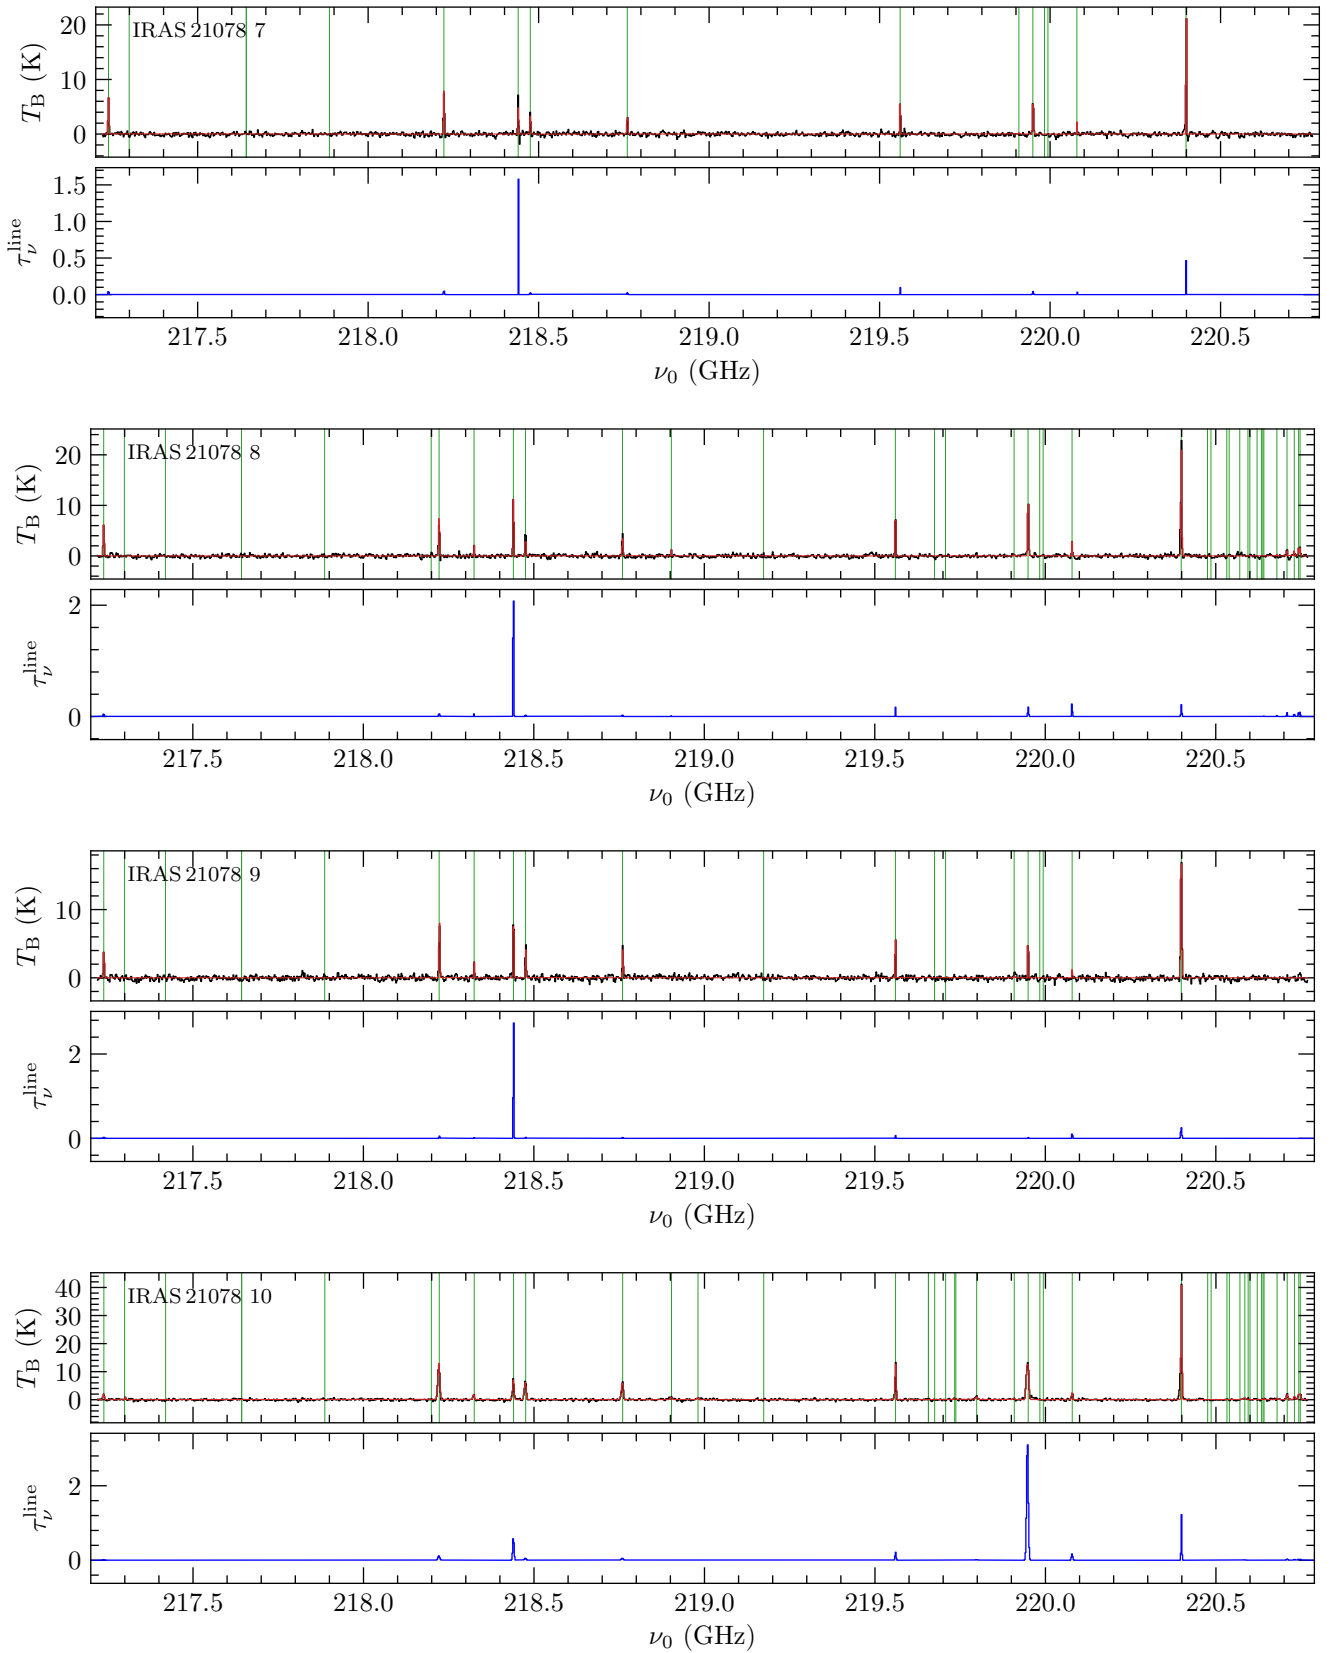 IRAS 21078 7
T_B (K)
20
10
0
τ_ν^line
1.5
1.0
0.5
0.0
217.5 218.0 218.5 219.0 219.5 220.0 220.5
ν_0 (GHz)
IRAS 21078 8
T_B (K)
20
10
0
τ_ν^line
2
0
217.5 218.0 218.5 219.0 219.5 220.0 220.5
ν_0 (GHz)
IRAS 21078 9
T_B (K)
10
0
τ_ν^line
2
0
217.5 218.0 218.5 219.0 219.5 220.0 220.5
ν_0 (GHz)
IRAS 21078 10
T_B (K)
40
30
20
10
0
τ_ν^line
2
0
217.5 218.0 218.5 219.0 219.5 220.0 220.5
ν_0 (GHz)